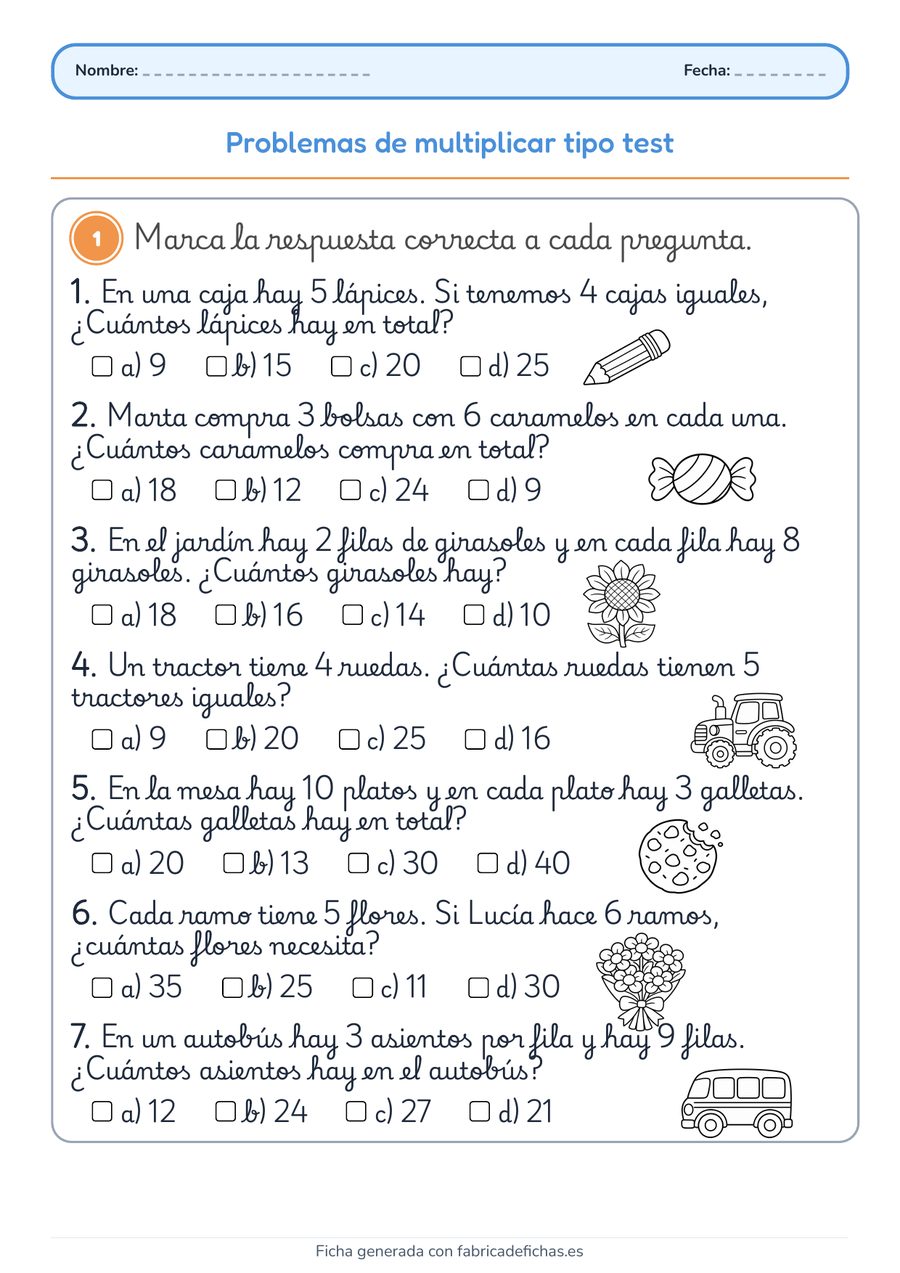 Nombre: Fecha:
Problemas de multiplicar tipo test
1 Marca la respuesta correcta a cada pregunta.
1. En una caja hay 5 lápices. Si tenemos 4 cajas iguales,
¿Cuántos lápices hay en total?
a) 9 b) 15 c) 20 d) 25
2. Marta compra 3 bolsas con 6 caramelos en cada una.
¿Cuántos caramelos compra en total?
a) 18 b) 12 c) 24 d) 9
3. En el jardín hay 2 filas de girasoles y en cada fila hay 8
girasoles. ¿Cuántos girasoles hay?
a) 18 b) 16 c) 14 d) 10
4. Un tractor tiene 4 ruedas. ¿Cuántas ruedas tienen 5
tractores iguales?
a) 9 b) 20 c) 25 d) 16
5. En la mesa hay 10 platos y en cada plato hay 3 galletas.
¿Cuántas galletas hay en total?
a) 20 b) 13 c) 30 d) 40
6. Cada ramo tiene 5 flores. Si Lucía hace 6 ramos,
¿cuántas flores necesita?
a) 35 b) 25 c) 11 d) 30
7. En un autobús hay 3 asientos por fila y hay 9 filas.
¿Cuántos asientos hay en el autobús?
a) 12 b) 24 c) 27 d) 21
Ficha generada con fabricadefichas.es